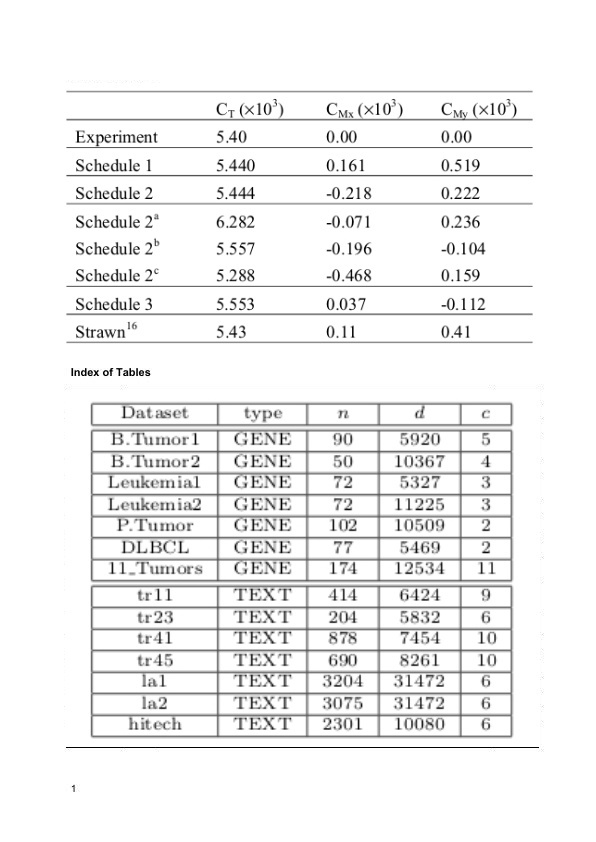 C_T (×10^3) C_Mx (×10^3) C_My (×10^3)
Experiment 5.40 0.00 0.00
Schedule 1 5.440 0.161 0.519
Schedule 2 5.444 -0.218 0.222
Schedule 2^a 6.282 -0.071 0.236
Schedule 2^b 5.557 -0.196 -0.104
Schedule 2^c 5.288 -0.468 0.159
Schedule 3 5.553 0.037 -0.112
Strawn^16 5.43 0.11 0.41
Index of Tables
Dataset type n d c
B.Tumor1 GENE 90 5920 5
B.Tumor2 GENE 50 10367 4
Leukemia1 GENE 72 5327 3
Leukemia2 GENE 72 11225 3
P.Tumor GENE 102 10509 2
DLBCL GENE 77 5469 2
11_Tumors GENE 174 12534 11
tr11 TEXT 414 6424 9
tr23 TEXT 204 5832 6
tr41 TEXT 878 7454 10
tr45 TEXT 690 8261 10
la1 TEXT 3204 31472 6
la2 TEXT 3075 31472 6
hitech TEXT 2301 10080 6
1